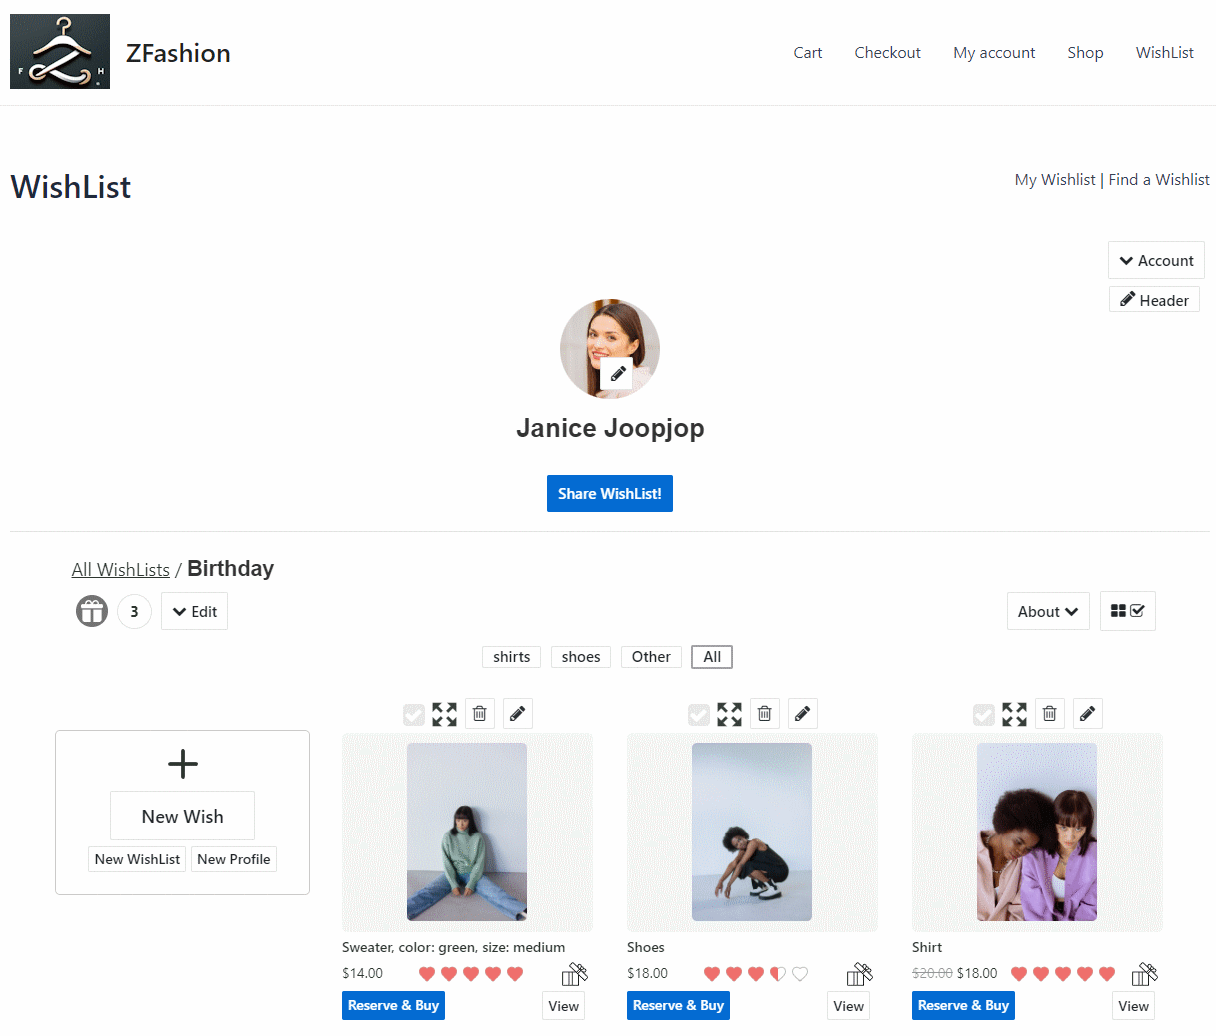 F H
ZFashion
Cart Checkout My account Shop WishList
WishList
My Wishlist | Find a Wishlist
Account
Header
Janice Joopjop
Share WishList!
All WishLists / Birthday
3 Edit About
shirts shoes Other All
New Wish
New WishList New Profile
Sweater, color: green, size: medium
$14.00
Reserve & Buy View
Shoes
$18.00
Reserve & Buy View
Shirt
$20.00 $18.00
Reserve & Buy View